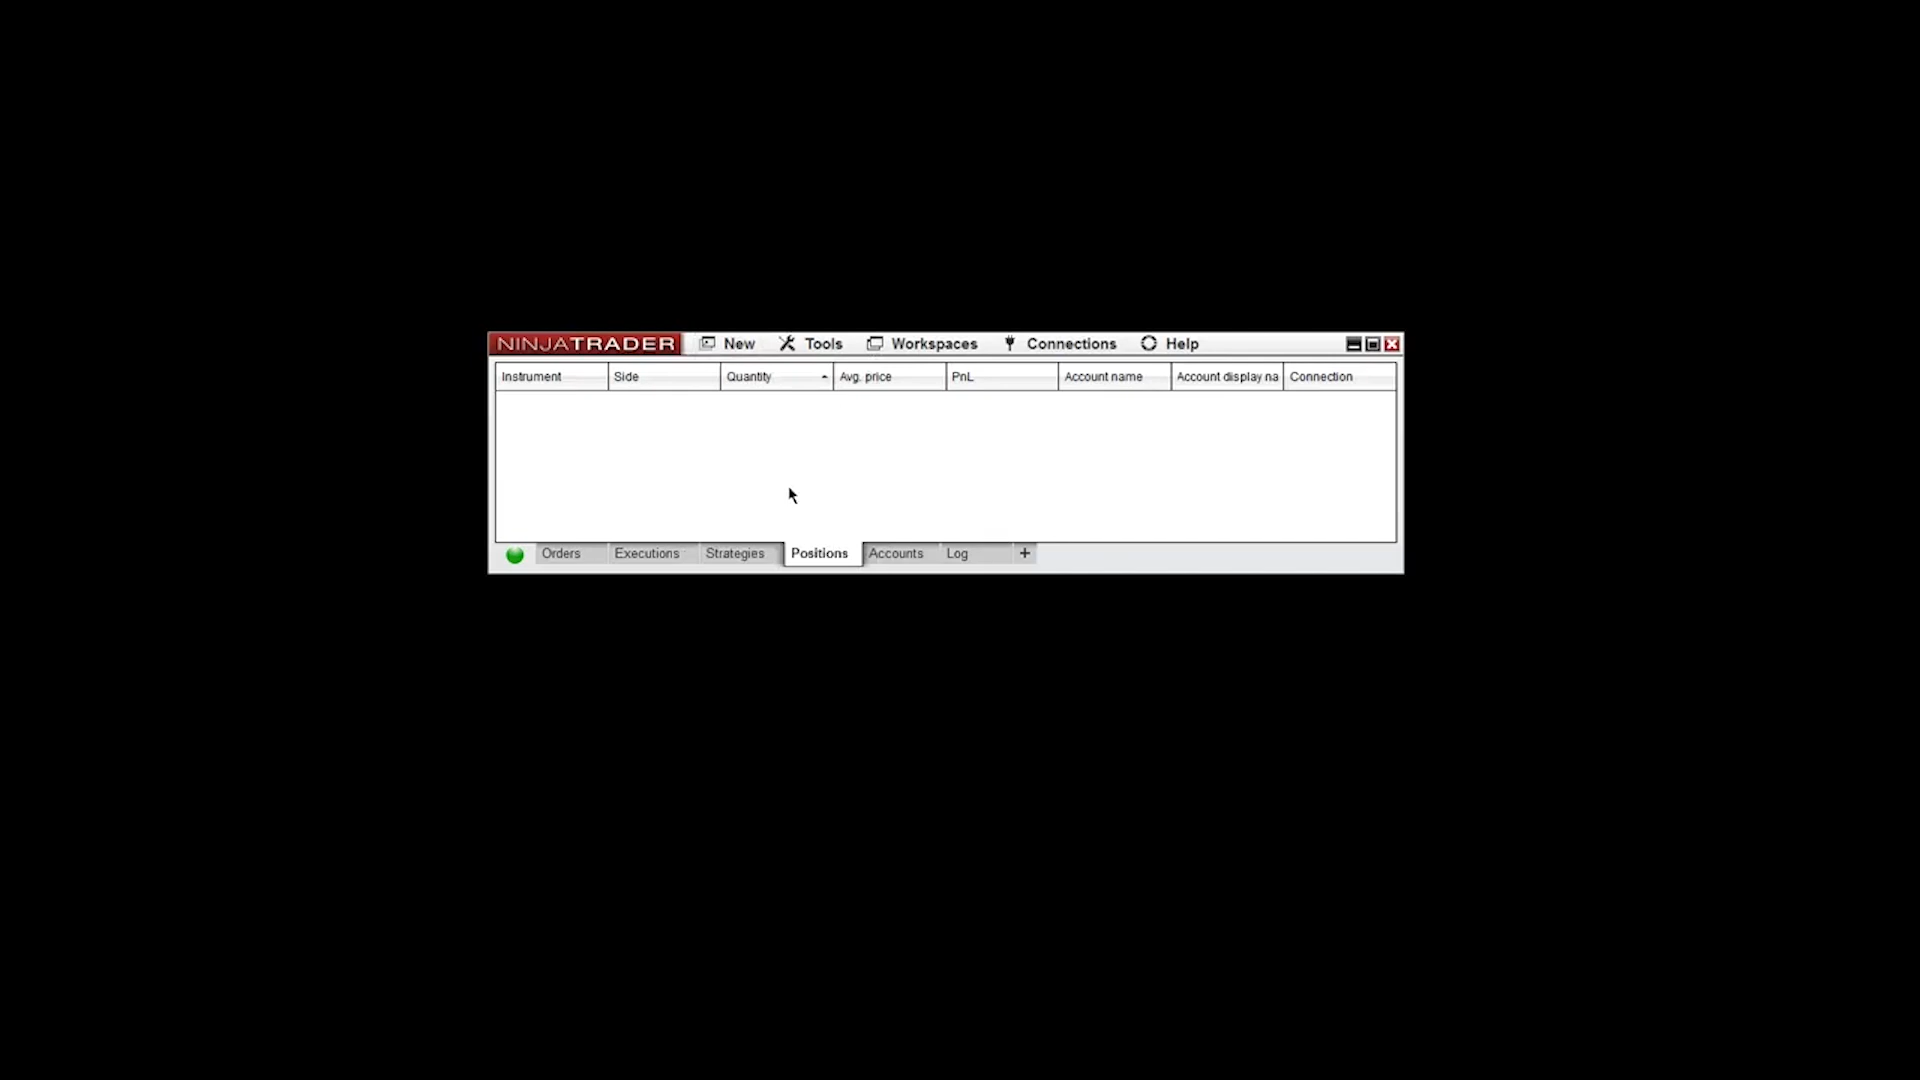 NINJATRADER New Tools Workspaces Connections Help
Instrument Side Quantity Avg. price PnL Account name Account display na Connection
Orders Executions Strategies Positions Accounts Log +